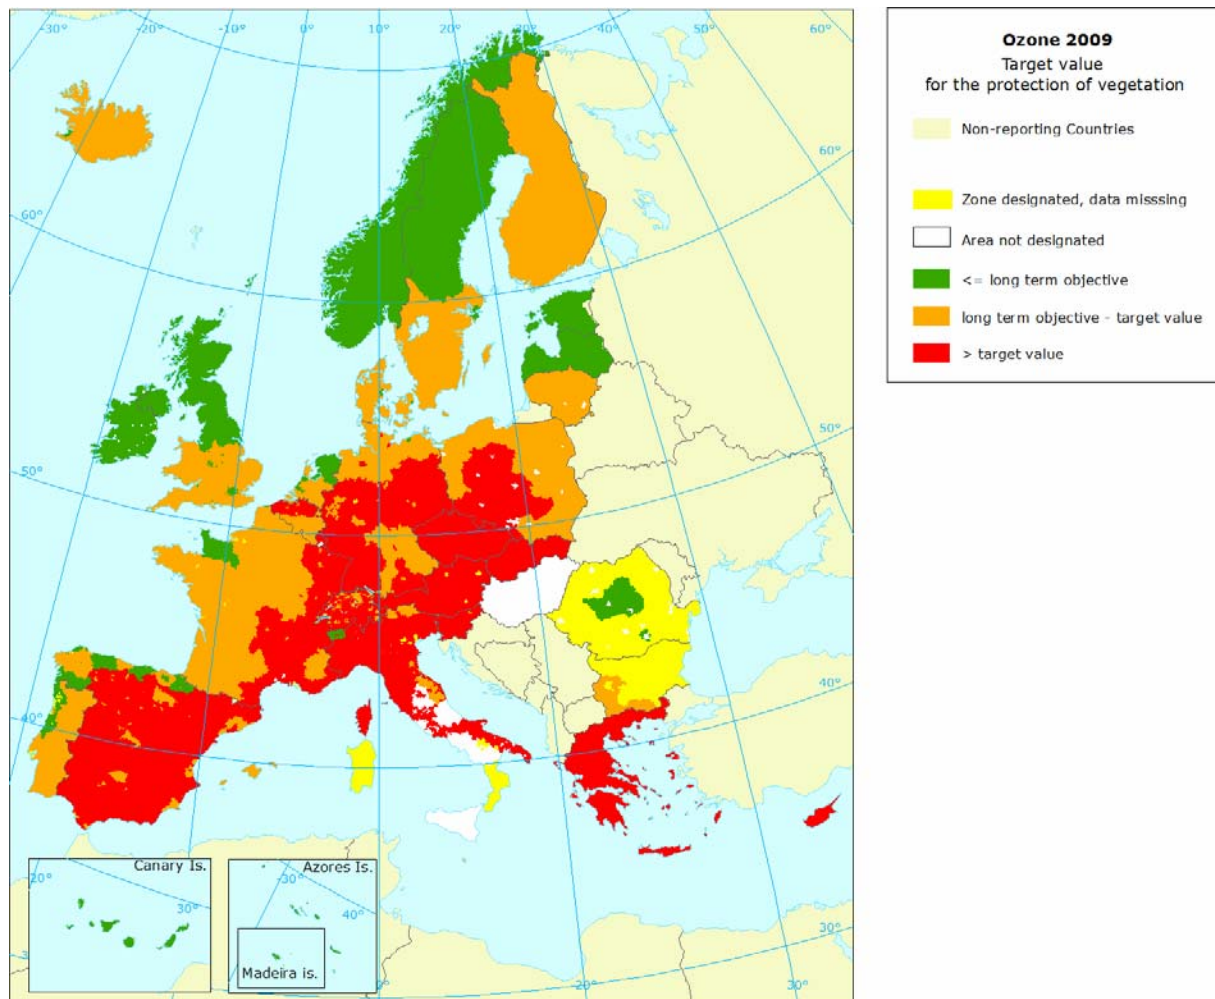 -30°
-20°
-10°
0°
10°
20°
30°
40°
50°
60°
60°
60°
50°
50°
40°
40°
Canary Is.
20°
30°
Azores Is.
-30°
40°
Madeira is.
0°
20°
30°
30°
Ozone 2009
Target value
for the protection of vegetation
Non-reporting Countries
Zone designated, data misssing
Area not designated
<= long term objective
long term objective - target value
> target value